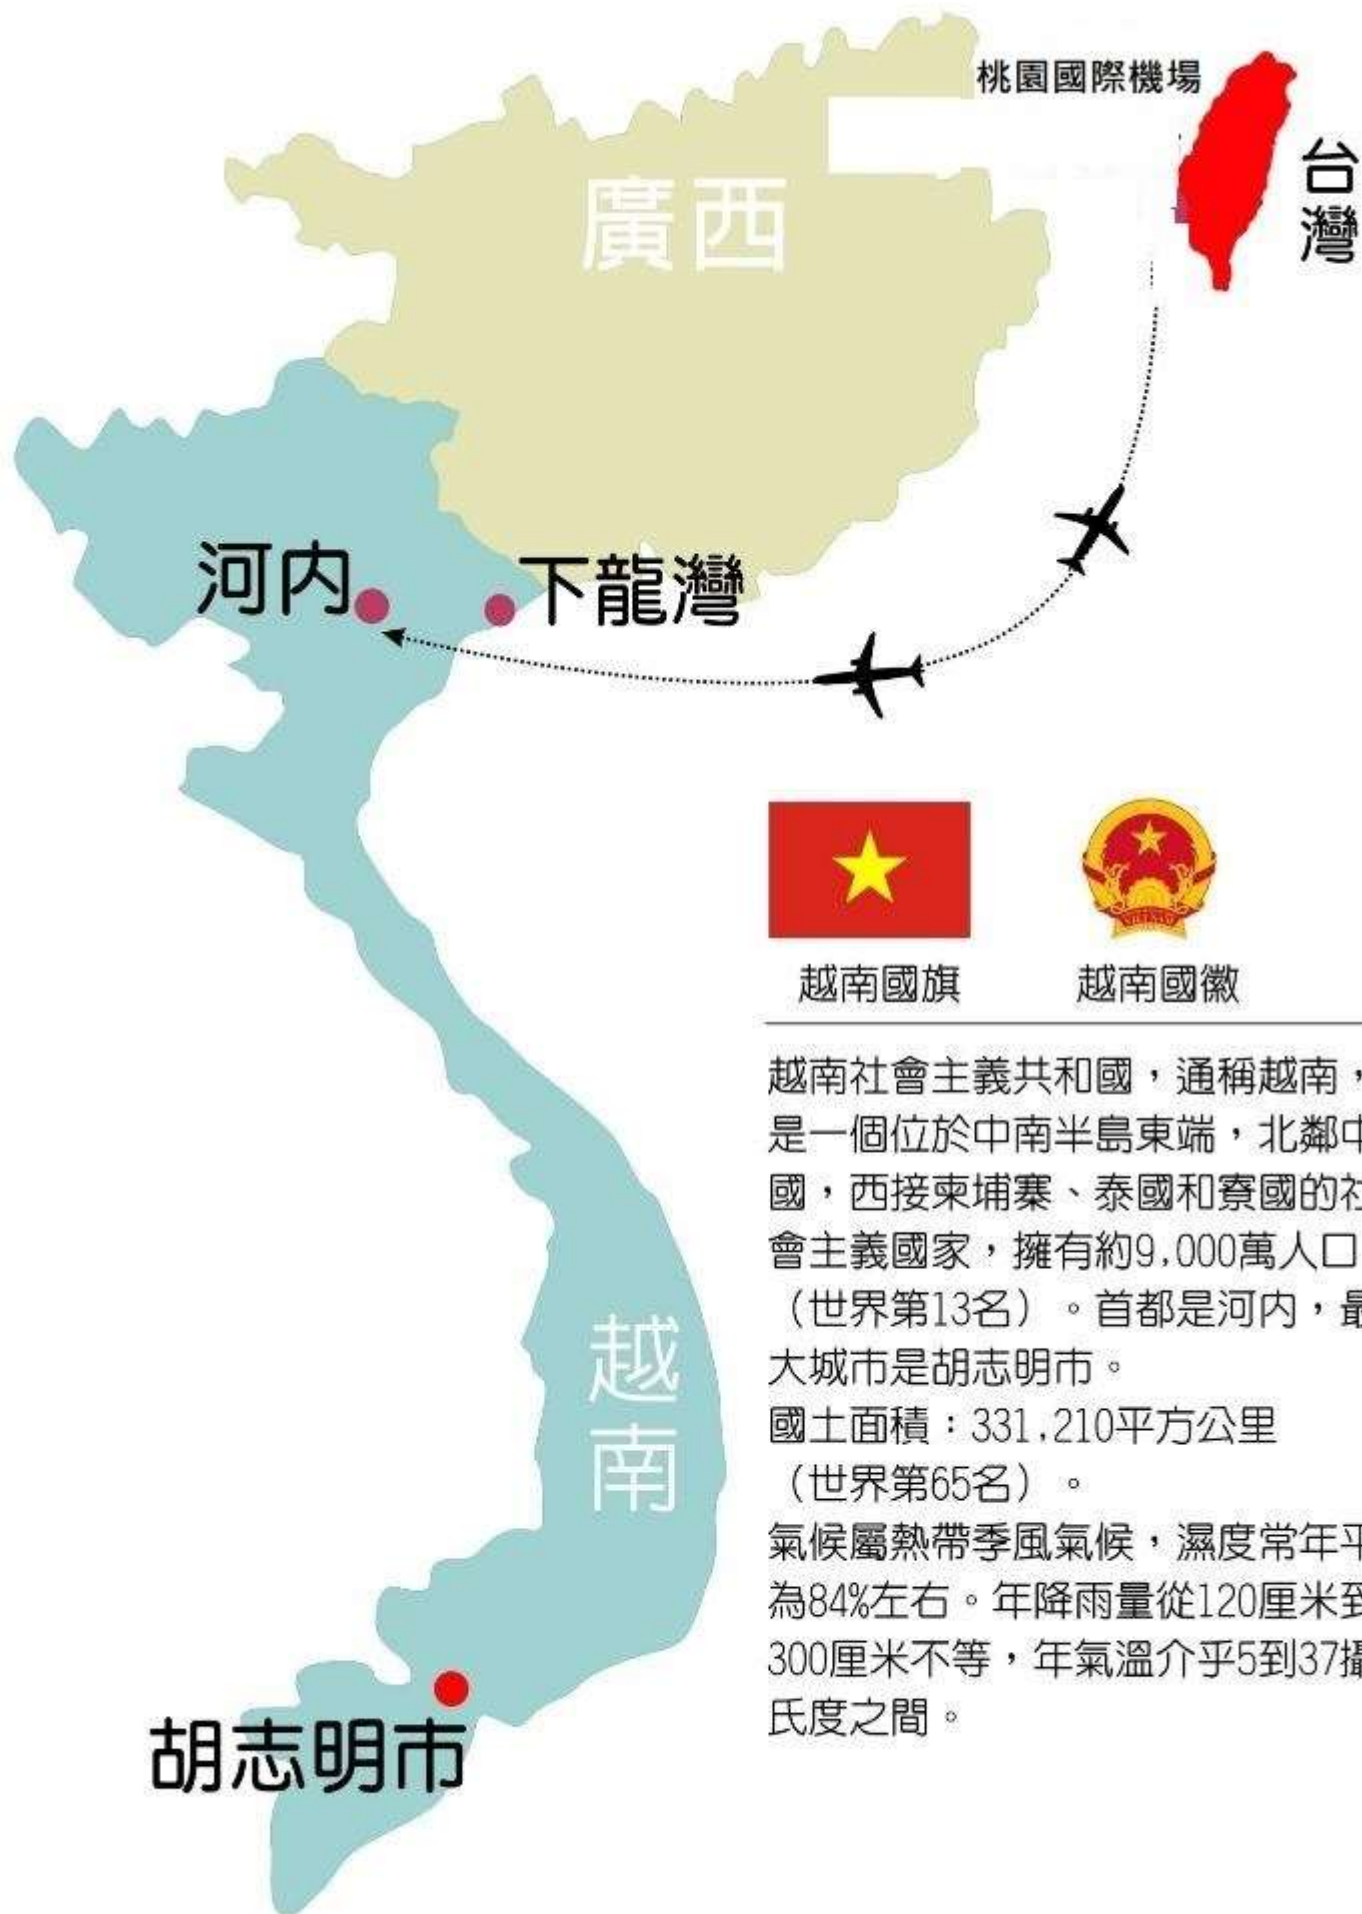 桃園國際機場
台灣
廣西
河内
下龍灣
VIET NAM
越南國旗
越南國徽
越南社會主義共和國，通稱越南，
是一個位於中南半島東端，北鄰中
國，西接柬埔寨、泰國和寮國的社
會主義國家，擁有約9,000萬人口
（世界第13名）。首都是河内，最
大城市是胡志明市。
國土面積：331,210平方公里
（世界第65名）。
氣候屬熱帶季風氣候，濕度常年平
為84%左右。年降雨量從120厘米到
300厘米不等，年氣溫介乎5到37攝
氏度之間。
越南
胡志明市